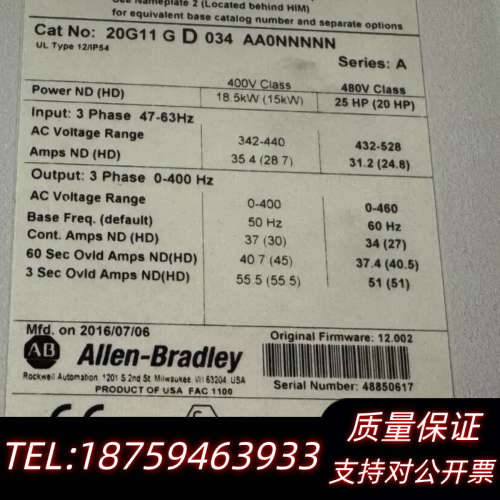 See Nameplate 2 (Located behind HIM)
for equivalent base catalog number and separate options
Cat No: 20G11 G D 034 AA0NNNNN
UL Type 12/IP54
Series: A
400V Class 480V Class
Power ND (HD) 18.5kW (15kW) 25 HP (20 HP)
Input: 3 Phase 47-63Hz
AC Voltage Range 342-440 432-528
Amps ND (HD) 35.4 (28.7) 31.2 (24.8)
Output: 3 Phase 0-400 Hz
AC Voltage Range 0-400 0-460
Base Freq. (default) 50 Hz 60 Hz
Cont. Amps ND (HD) 37 (30) 34 (27)
60 Sec Ovld Amps ND(HD) 40.7 (45) 37.4 (40.5)
3 Sec Ovld Amps ND(HD) 55.5 (55.5) 51 (51)
Mfd. on 2016/07/06
Original Firmware: 12.002
AB Allen-Bradley
Rockwell Automation, 1201 S 2nd St. Milwaukee, WI 63204, USA
Serial Number: 48850617
PRODUCT OF USA FAC 1100
CE
TEL:18759463933
质量保证
支持对公开票